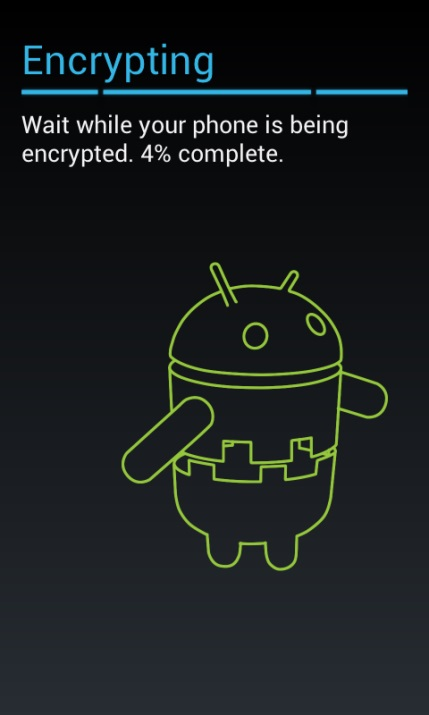 Encrypting
Wait while your phone is being
encrypted. 4% complete.